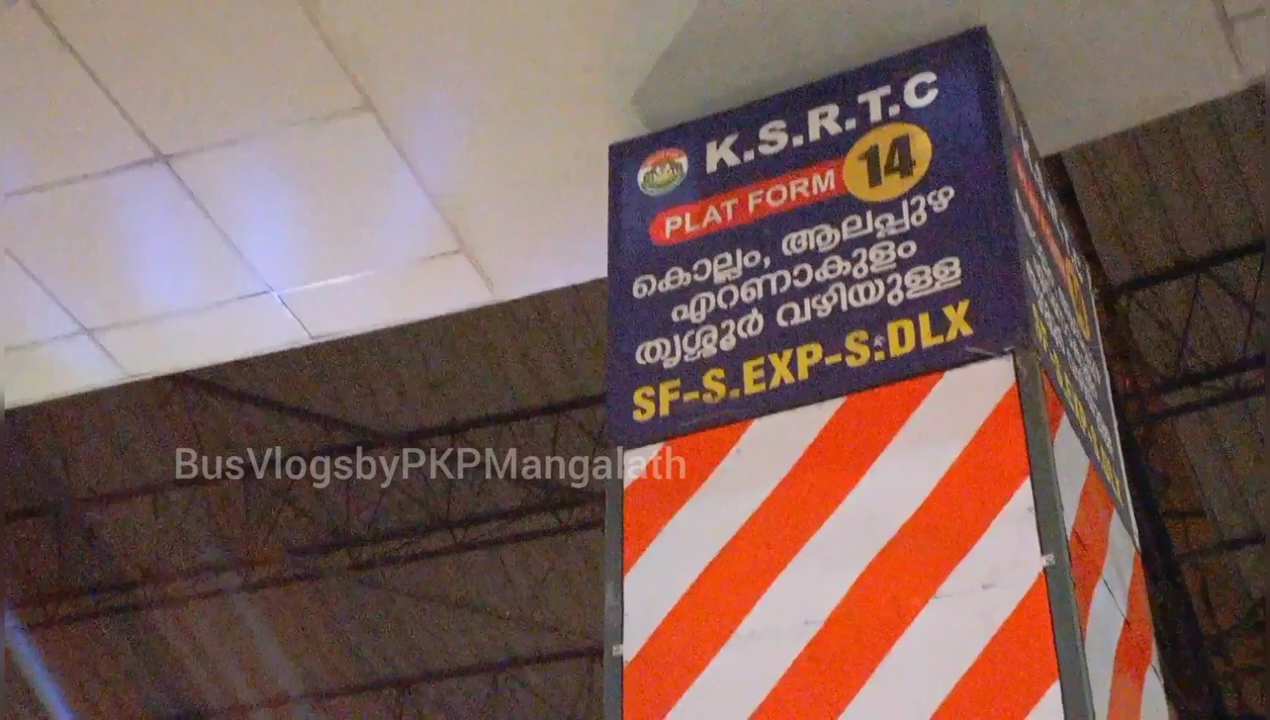 K.S.R.T.C
PLAT FORM 14
കൊല്ലം, ആലപ്പുഴ
എറണാകുളം
തൃശ്ശൂർ വഴിയുള്ള
SF-S.EXP-S:DLX
BusVlogsbyPKPMangalath